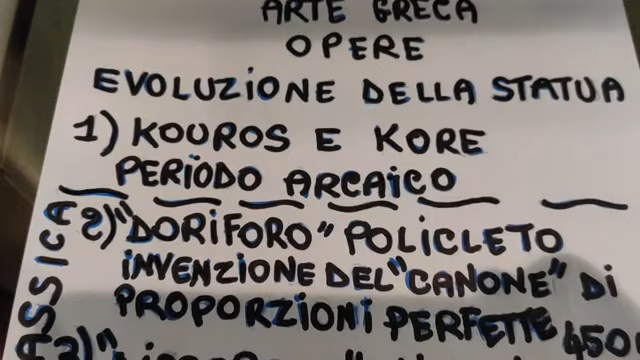 ARTE GRECA
OPERE
EVOLUZIONE DELLA STATUA
1) KOUROS E KORE
PERIODO ARCAICO
2) "DORIFORO" POLICLETO
INVENZIONE DEL "CANONE" DI
PROPORZIONI PERFETTE 450